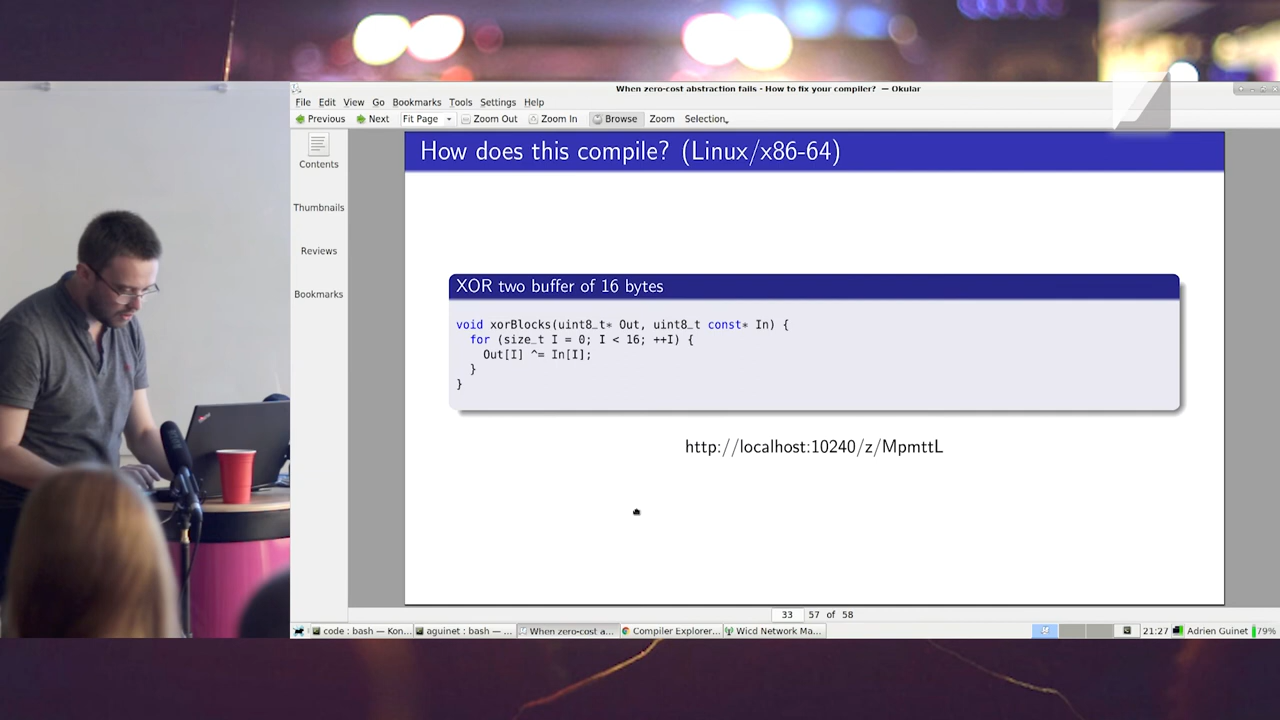 When zero-cost abstraction fails - How to fix your compiler? — Okular
File Edit View Go Bookmarks Tools Settings Help
Previous Next Fit Page Zoom Out Zoom In Browse Zoom Selection
Contents
Thumbnails
Reviews
Bookmarks
How does this compile? (Linux/x86-64)
XOR two buffer of 16 bytes
void xorBlocks(uint8_t* Out, uint8_t const* In) {
for (size_t I = 0; I < 16; ++I) {
Out[I] ^= In[I];
}
}
http://localhost:10240/z/MpmttL
33 57 of 58
code : bash — Kon... aguinet : bash — ... When zero-cost a... Compiler Explorer... Wicd Network Ma... 21:27 Adrien Guinet 79%